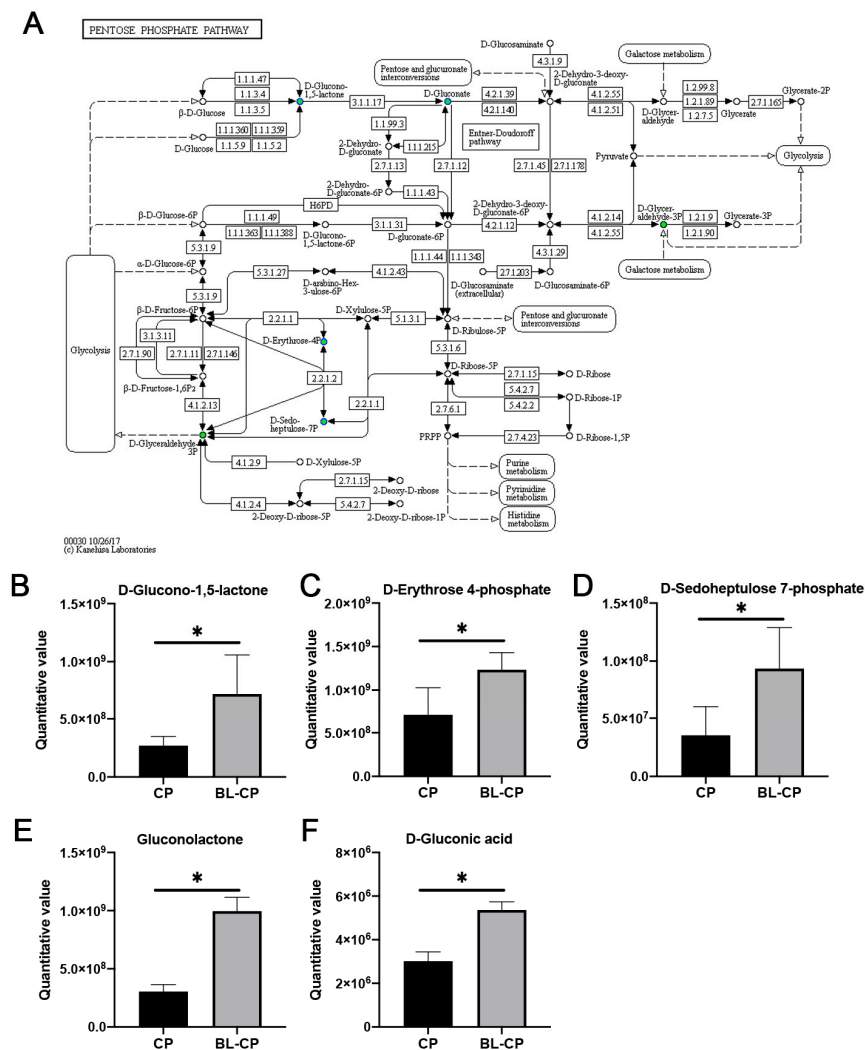 A
PENTOSE PHOSPHATE PATHWAY
D-Glucosaminate
4.3.1.9
Pentose and glucuronate
interconversions
2-Dehydro-3-deoxy-
D-gluconate
Galactose metabolism
1.1.1.47
1.1.3.4
1.1.3.5
β-D-Glucose
D-Glucono-
1,5-lactone
3.1.1.17
D-Gluconate
4.2.1.39
4.2.1.140
4.1.2.55
4.1.2.51
D-Glycer-
aldehyde
1.2.99.8
1.2.1.89
1.2.7.5
Glycerate
2.7.1.165
Glycerate-2P
1.1.1.360
1.1.1.359
1.1.5.9
1.1.5.2
D-Glucose
1.1.99.3
2-Dehydro-D-
gluconate
1.1.1.215
Entner-Doudoroff
pathway
Pyruvate
Glycolysis
2.7.1.13
2.7.1.12
2.7.1.45
2.7.1.178
2-Dehydro-
D-gluconate-6P
1.1.1.43
H6PD
β-D-Glucose-6P
1.1.1.49
1.1.1.363
1.1.1.388
D-Glucono-
1,5-lactone-6P
3.1.1.31
D-gluconate-6P
4.2.1.12
2-Dehydro-3-deoxy-
D-gluconate-6P
4.1.2.14
4.1.2.55
D-Glycer-
aldehyde-3P
1.2.1.9
1.2.1.90
Glycerate-3P
5.3.1.9
α-D-Glucose-6P
1.1.1.44
1.1.1.343
4.3.1.29
Galactose metabolism
5.3.1.27
D-arabino-Hex-
3-ulose-6P
4.1.2.43
D-Glucosaminate
(extracellular)
2.7.1.203
D-Glucosaminate-6P
5.3.1.9
β-D-Fructose-6P
2.2.1.1
D-Xylulose-5P
5.1.3.1
D-Ribulose-5P
Pentose and glucuronate
interconversions
Glycolysis
3.1.3.11
2.7.1.90
2.7.1.11
2.7.1.146
D-Erythrose-4P
5.3.1.6
β-D-Fructose-1,6P2
2.2.1.2
D-Ribose-5P
2.7.1.15
D-Ribose
5.4.2.7
5.4.2.2
D-Ribose-1P
4.1.2.13
2.2.1.1
2.7.6.1
D-Sedo-
heptulose-7P
D-Glyceraldehyde-
3P
PRPP
2.7.4.23
D-Ribose-1,5P
4.1.2.9
D-Xylulose-5P
Purine
metabolism
2.7.1.15
2-Deoxy-D-ribose
Pyrimidine
metabolism
4.1.2.4
2-Deoxy-D-ribose-5P
5.4.2.7
2-Deoxy-D-ribose-1P
Histidine
metabolism
00030 10/26/17
(c) Kanehisa Laboratories
B
D-Glucono-1,5-lactone
Quantitative value
1.5×10⁹
1.0×10⁹
5.0×10⁸
0.0
*
CP
BL-CP
C
D-Erythrose 4-phosphate
Quantitative value
2.0×10⁹
1.5×10⁹
1.0×10⁹
5.0×10⁸
0.0
*
CP
BL-CP
D
D-Sedoheptulose 7-phosphate
Quantitative value
1.5×10⁸
1.0×10⁸
5.0×10⁷
0.0
*
CP
BL-CP
E
Gluconolactone
Quantitative value
1.5×10⁹
1.0×10⁹
5.0×10⁸
0.0
*
CP
BL-CP
F
D-Gluconic acid
Quantitative value
8×10⁶
6×10⁶
4×10⁶
2×10⁶
0
*
CP
BL-CP